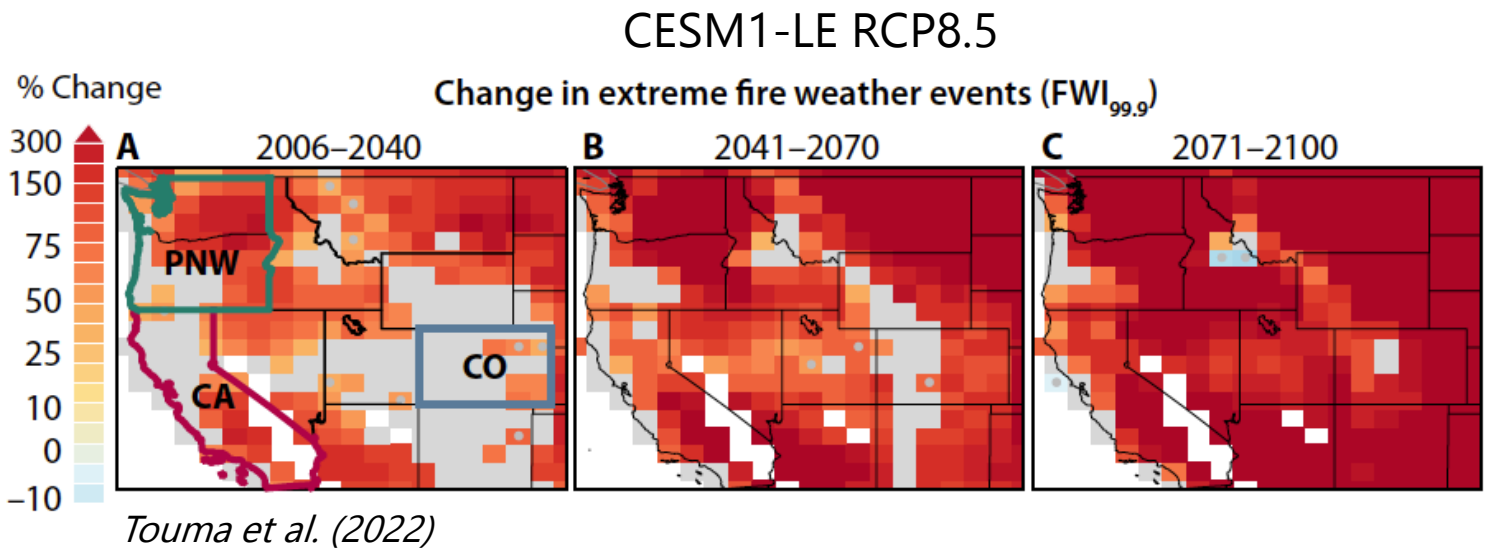 CESM1-LE RCP8.5
% Change
Change in extreme fire weather events (FWI99.9)
A 2006–2040
B 2041–2070
C 2071–2100
300
150
75
50
25
10
0
–10
PNW
CA
CO
Touma et al. (2022)